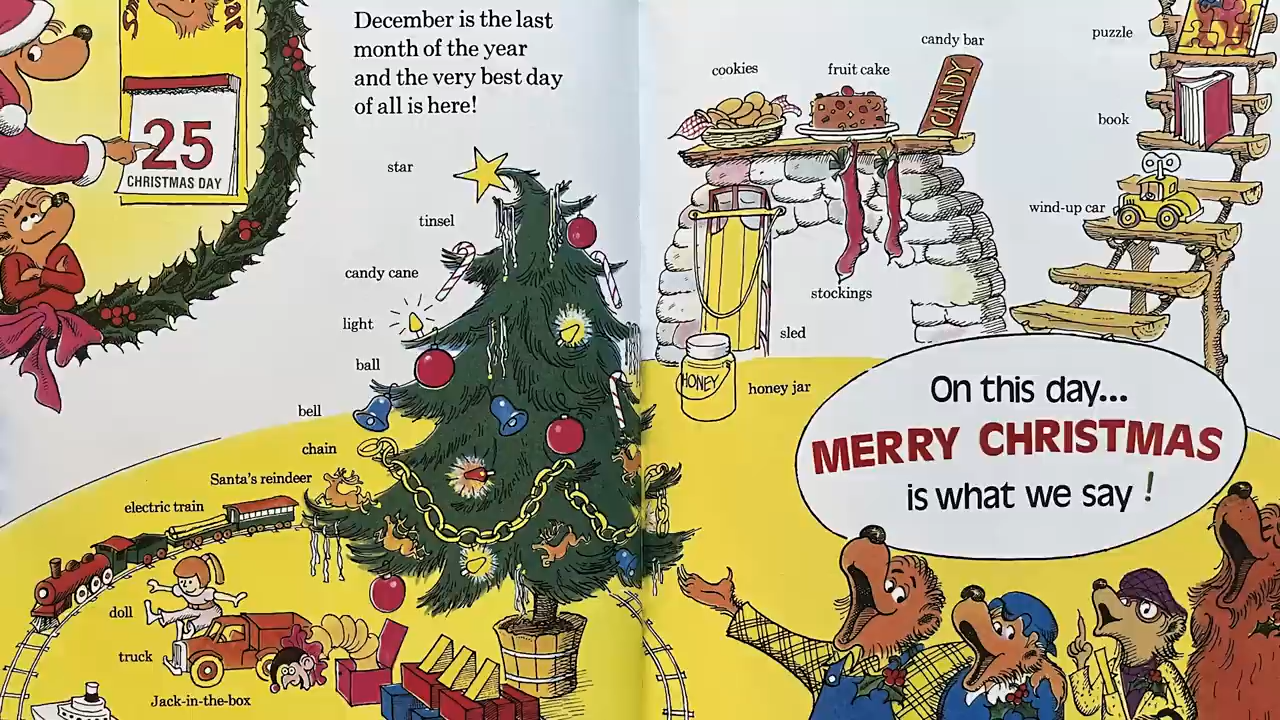 25
CHRISTMAS DAY
December is the last
month of the year
and the very best day
of all is here!
star
tinsel
candy cane
light
ball
bell
chain
Santa's reindeer
electric train
doll
truck
Jack-in-the-box
cookies
fruit cake
candy bar
CANDY
puzzle
book
wind-up car
stockings
sled
HONEY
honey jar
On this day...
MERRY CHRISTMAS
is what we say!